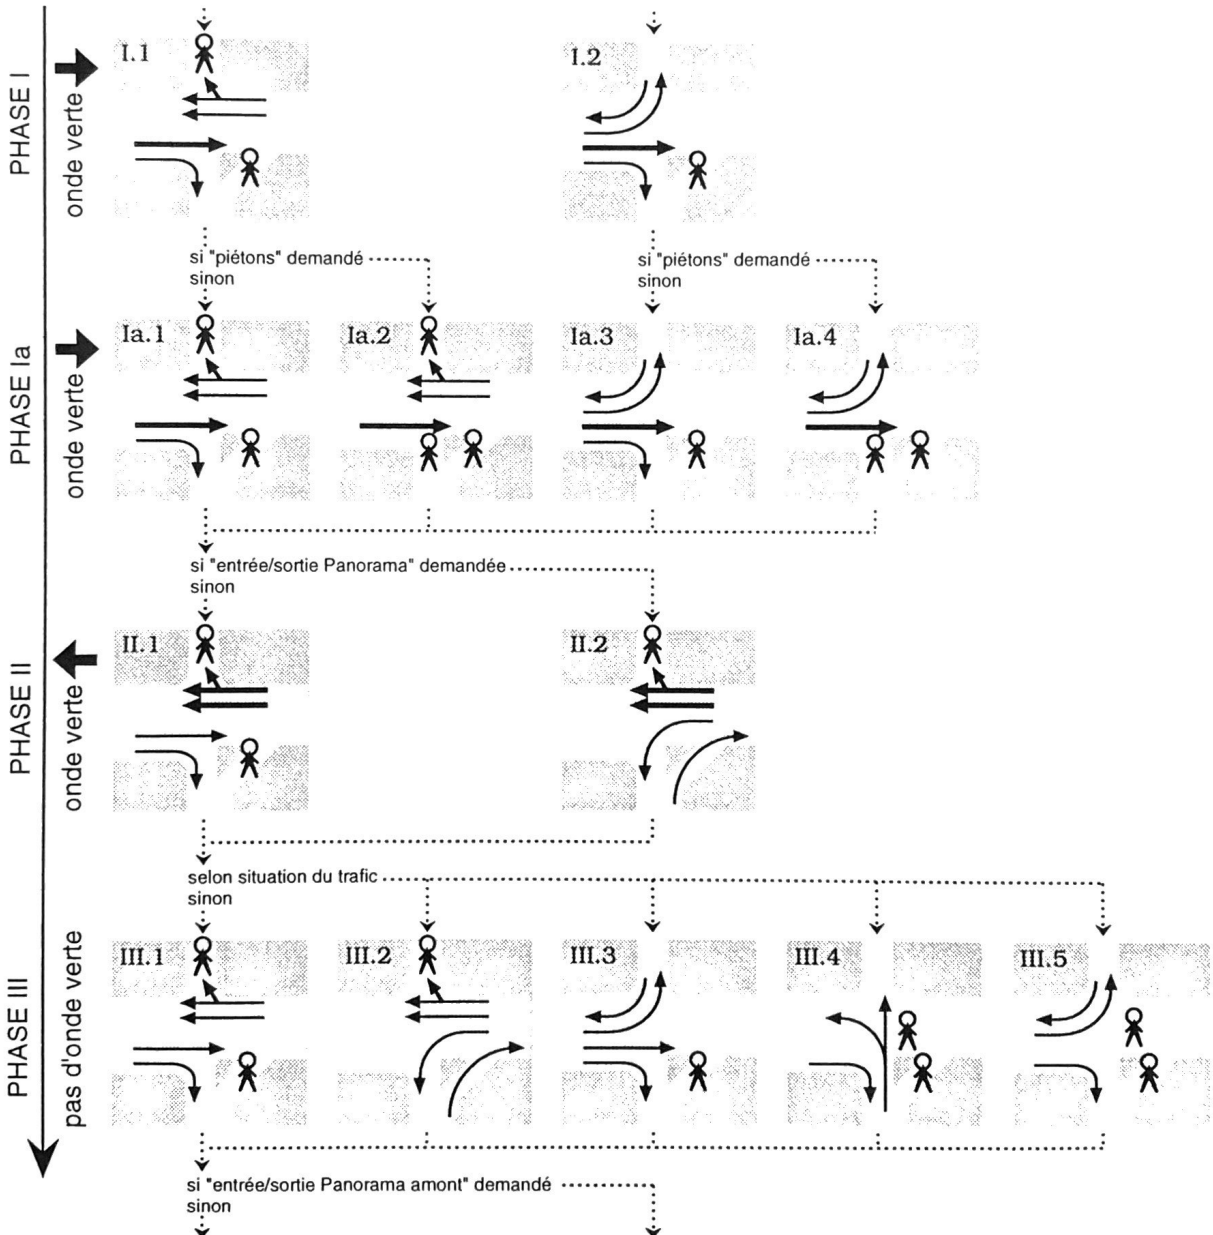 PHASE I
onde verte
I.1
I.2
si "piétons" demandé
sinon
si "piétons" demandé
sinon
PHASE Ia
onde verte
Ia.1
Ia.2
Ia.3
Ia.4
si "entrée/sortie Panorama" demandée
sinon
PHASE II
onde verte
II.1
II.2
selon situation du trafic
sinon
PHASE III
pas d'onde verte
III.1
III.2
III.3
III.4
III.5
si "entrée/sortie Panorama amont" demandé
sinon